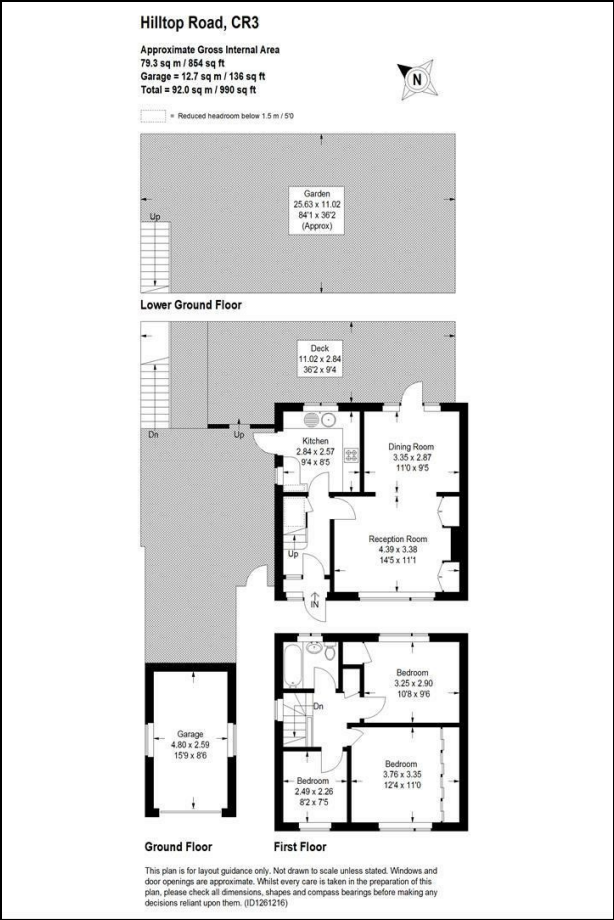 Hilltop Road, CR3
Approximate Gross Internal Area
79.3 sq m / 854 sq ft
Garage = 12.7 sq m / 136 sq ft
Total = 92.0 sq m / 990 sq ft
N
= Reduced headroom below 1.5 m / 5'0
Garden
25.63 x 11.02
84'1 x 36'2
(Approx)
Up
Lower Ground Floor
Deck
11.02 x 2.84
36'2 x 9'4
Dn
Up
Kitchen
2.84 x 2.57
9'4 x 8'5
Dining Room
3.35 x 2.87
11'0 x 9'5
Reception Room
4.39 x 3.38
14'5 x 11'1
Up
IN
Bedroom
3.25 x 2.90
10'8 x 9'6
Dn
Garage
4.80 x 2.59
15'9 x 8'6
Bedroom
2.49 x 2.26
8'2 x 7'5
Bedroom
3.76 x 3.35
12'4 x 11'0
Ground Floor
First Floor
This plan is for layout guidance only. Not drawn to scale unless stated. Windows and
door openings are approximate. Whilst every care is taken in the preparation of this
plan, please check all dimensions, shapes and compass bearings before making any
decisions reliant upon them. (ID1261216)